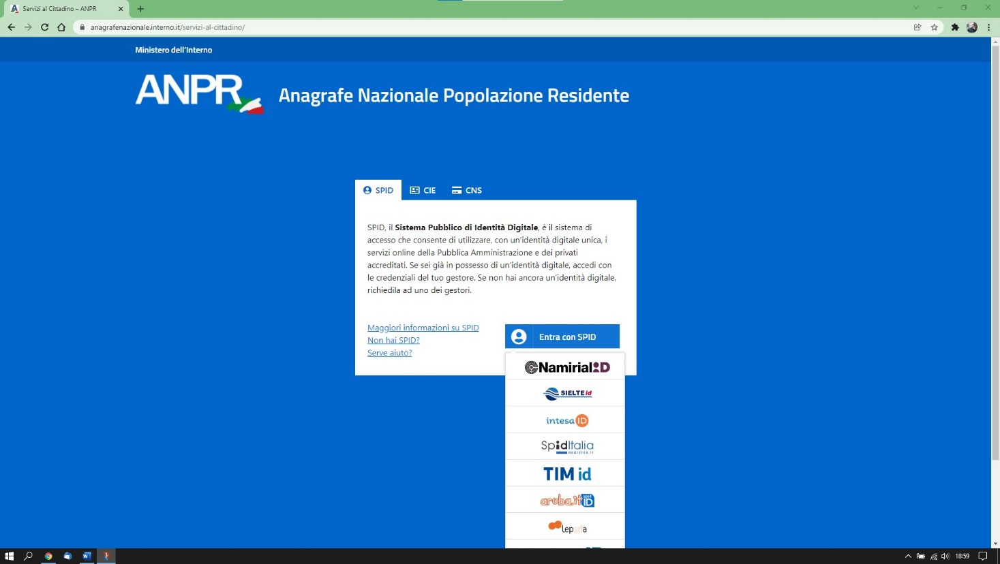 Servizi al Cittadino – ANPR
anagrafenazionale.interno.it/servizi-al-cittadino/
Ministero dell'Interno
ANPR
Anagrafe Nazionale Popolazione Residente
SPID
CIE
CNS
SPID, il Sistema Pubblico di Identità Digitale, è il sistema di
accesso che consente di utilizzare, con un'identità digitale unica, i
servizi online della Pubblica Amministrazione e dei privati
accreditati. Se sei già in possesso di un'identità digitale, accedi con
le credenziali del tuo gestore. Se non hai ancora un'identità digitale,
richiedila ad uno dei gestori.
Maggiori informazioni su SPID
Non hai SPID?
Serve aiuto?
Entra con SPID
Namirial ID
SIELTE id
intesa ID
SpidItalia
REGISTER.IT
TIM id
aruba.it spid ID
lepida
18:59